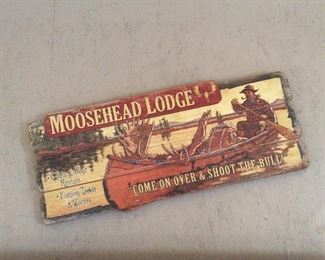 MOOSEHEAD LODGE
Rentals
• Fishing Tackle
& Worms
"COME ON OVER & SHOOT THE BULL"